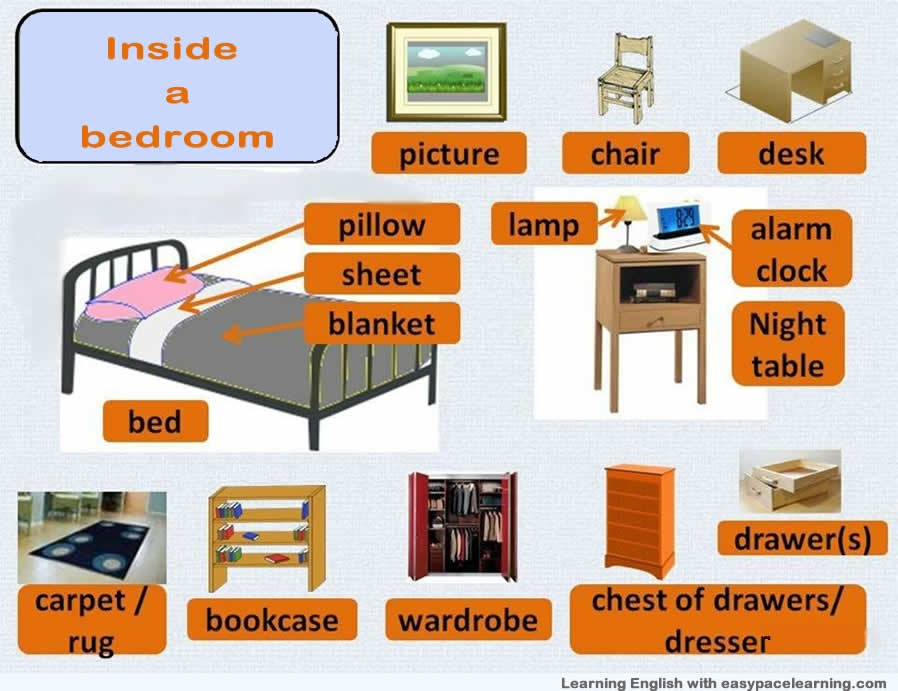 Inside
a
bedroom
picture
chair
desk
pillow
sheet
blanket
lamp
8:29
alarm
clock
Night
table
bed
drawer(s)
carpet /
rug
bookcase
wardrobe
chest of drawers/
dresser
Learning English with easypacelearning.com